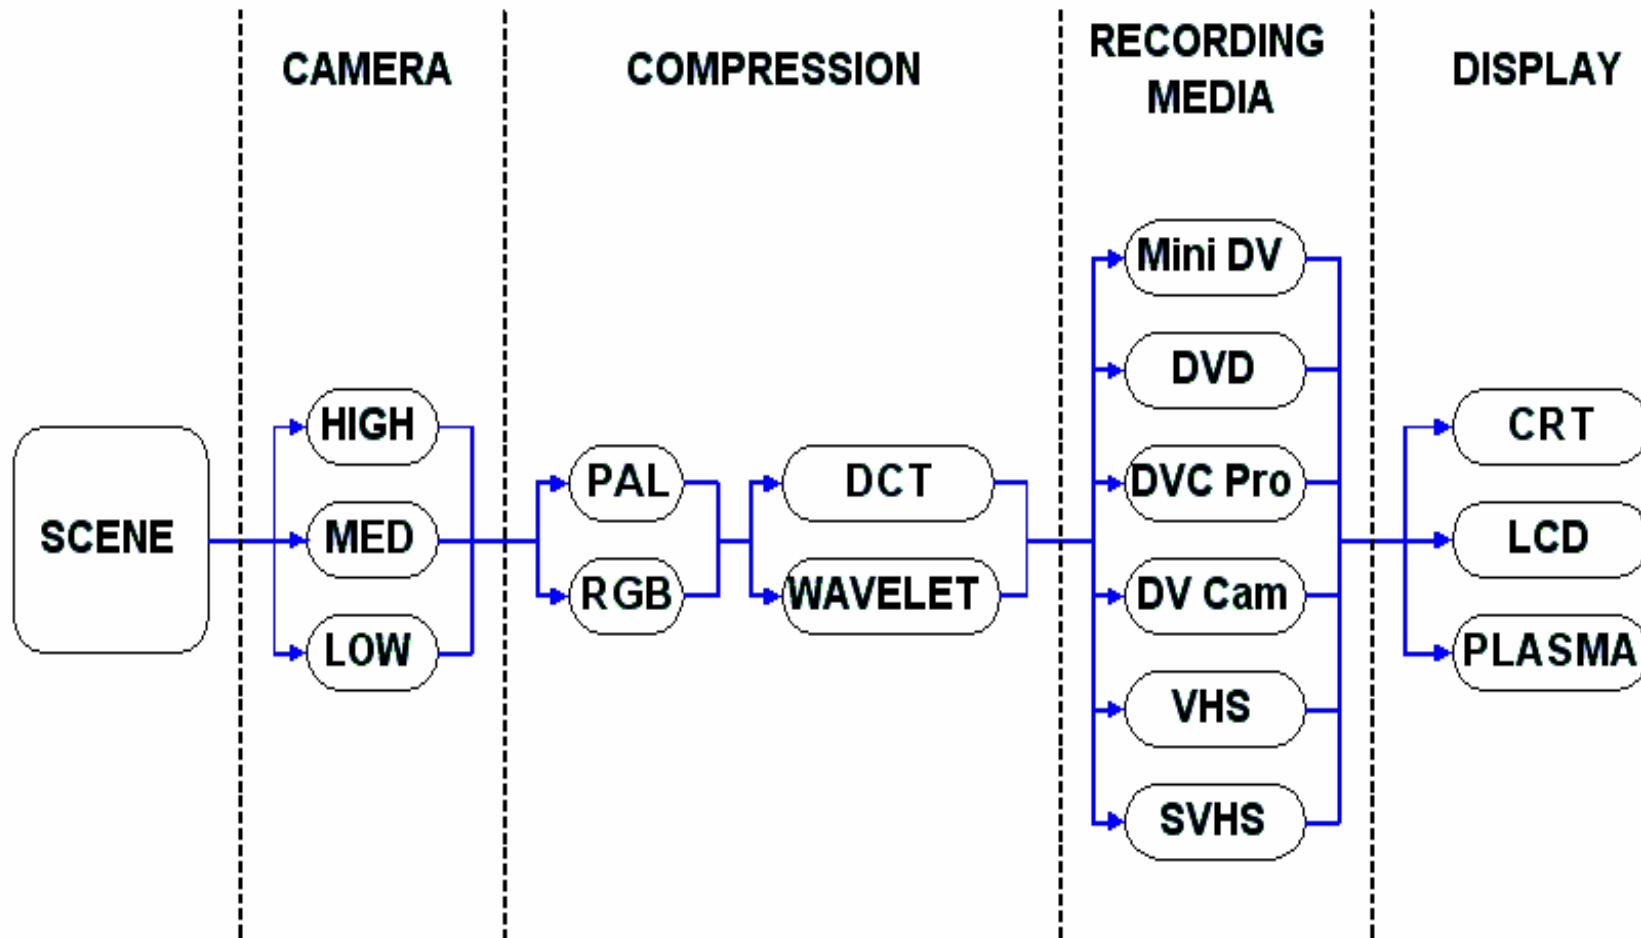 CAMERA
COMPRESSION
RECORDING
MEDIA
DISPLAY
SCENE
HIGH
MED
LOW
PAL
RGB
DCT
WAVELET
Mini DV
DVD
DVC Pro
DV Cam
VHS
SVHS
CRT
LCD
PLASMA